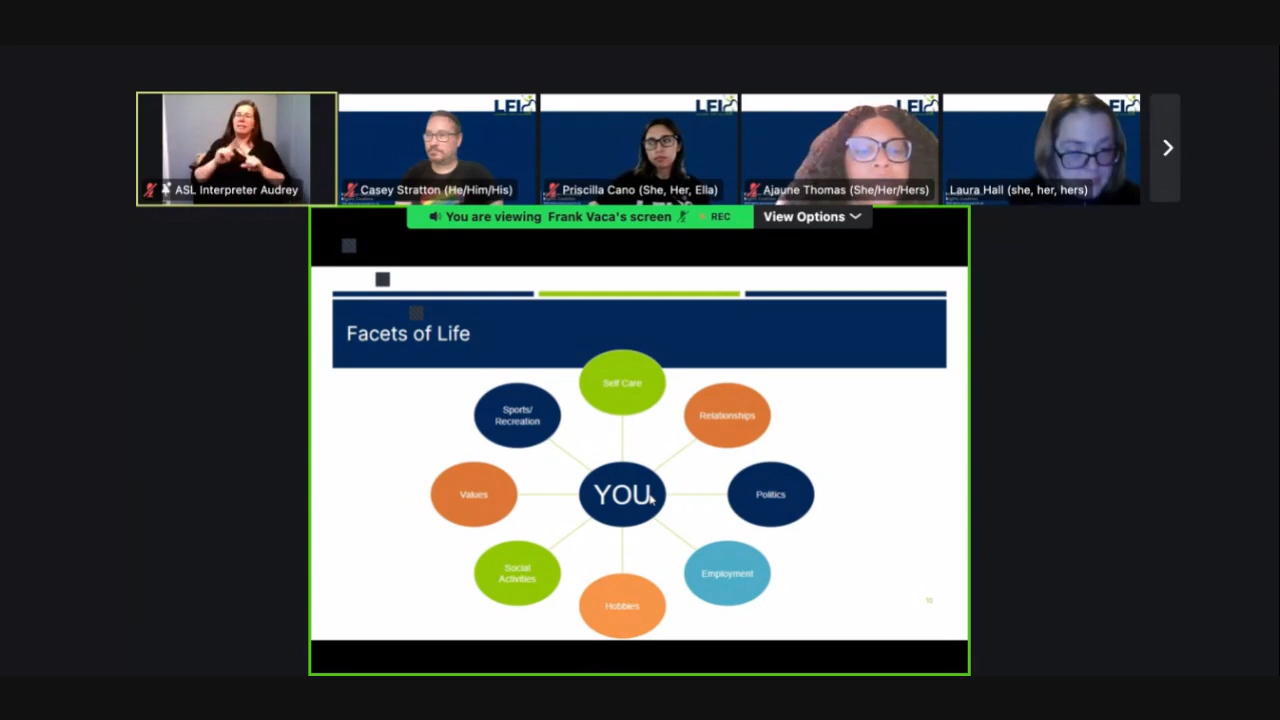 LEI
LEI
LEI
EI
ASL Interpreter Audrey
Casey Stratton (He/Him/His)
Priscilla Cano (She, Her, Ella)
Ajaune Thomas (She/Her/Hers)
Laura Hall (she, her, hers)
You are viewing Frank Vaca's screen
REC
View Options
Facets of Life
Self Care
Sports/
Recreation
Relationships
Values
YOU
Politics
Social
Activities
Employment
Hobbies
10